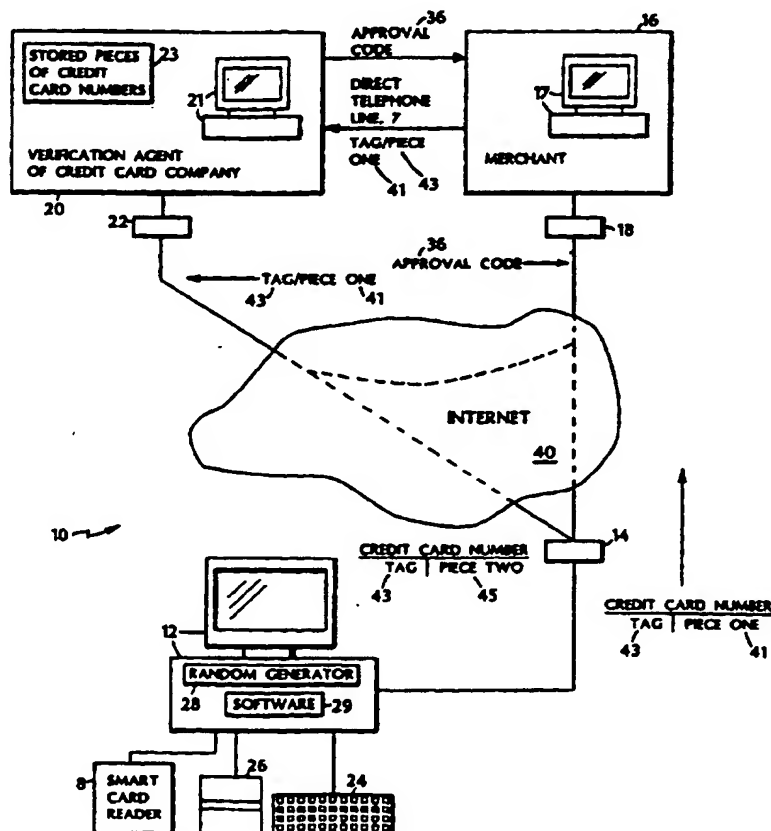 36
APPROVAL
CODE
16
STORED PIECES
OF CREDIT
CARD NUMBERS
23
21
DIRECT
TELEPHONE
LINE, 7
17
VERIFICATION AGENT
OF CREDIT CARD COMPANY
TAG/PIECE
ONE
43
41
MERCHANT
20
22
18
36
APPROVAL CODE
TAG/PIECE ONE
43
41
INTERNET
40
10
14
CREDIT CARD NUMBER
TAG | PIECE TWO
43
45
CREDIT CARD NUMBER
TAG | PIECE ONE
43
41
12
RANDOM GENERATOR
28
SOFTWARE
29
8
SMART
CARD
READER
26
24